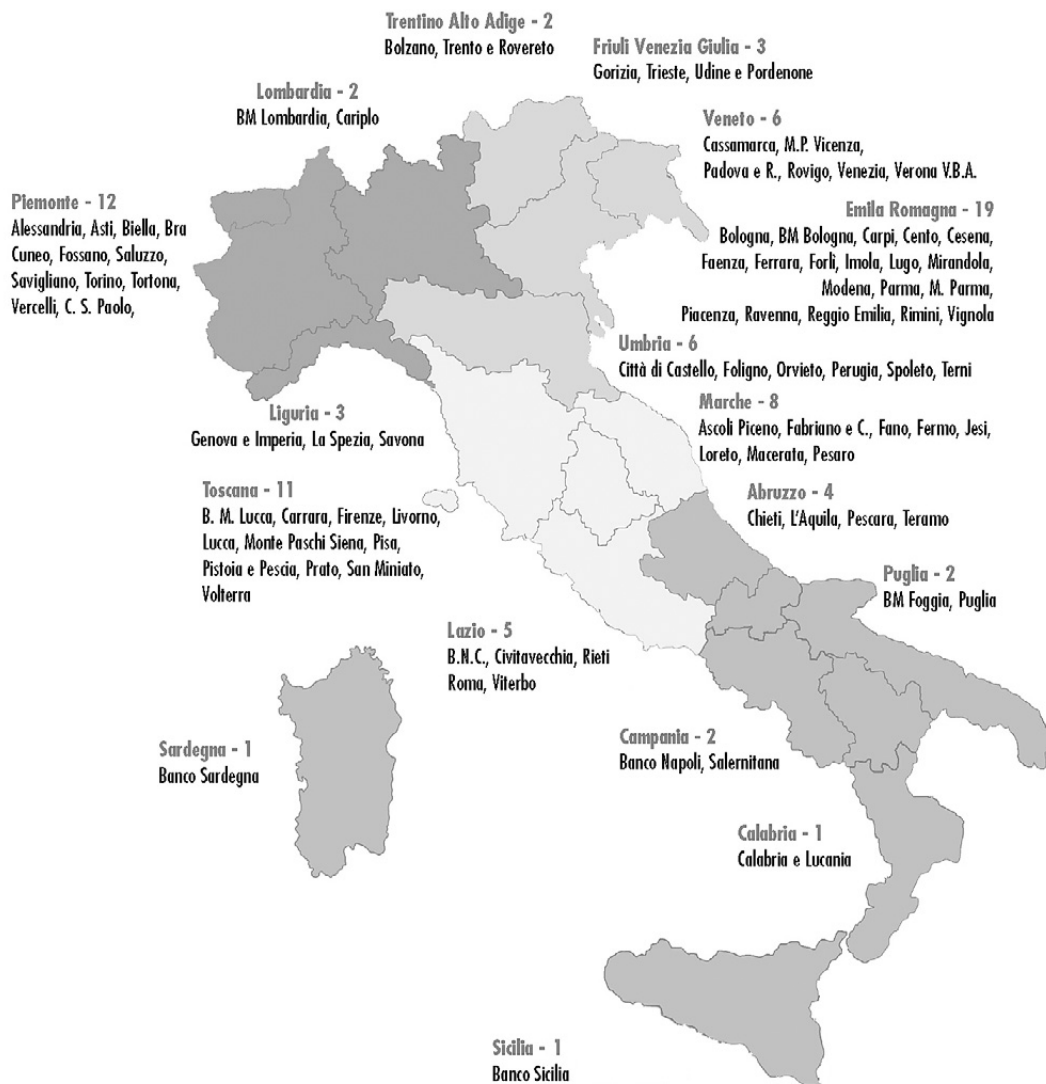 Trentino Alto Adige - 2
Bolzano, Trento e Rovereto
Friuli Venezia Giulia - 3
Gorizia, Trieste, Udine e Pordenone
Lombardia - 2
BM Lombardia, Cariplo
Veneto - 6
Cassamarca, M.P. Vicenza,
Padova e R., Rovigo, Venezia, Verona V.B.A.
Piemonte - 12
Alessandria, Asti, Biella, Bra
Cuneo, Fossano, Saluzzo,
Savigliano, Torino, Tortona,
Vercelli, C. S. Paolo,
Emila Romagna - 19
Bologna, BM Bologna, Carpi, Cento, Cesena,
Faenza, Ferrara, Forlì, Imola, Lugo, Mirandola,
Modena, Parma, M. Parma,
Piacenza, Ravenna, Reggio Emilia, Rimini, Vignola
Umbria - 6
Città di Castello, Foligno, Orvieto, Perugia, Spoleto, Terni
Marche - 8
Ascoli Piceno, Fabriano e C., Fano, Fermo, Jesi,
Loreto, Macerata, Pesaro
Liguria - 3
Genova e Imperia, La Spezia, Savona
Toscana - 11
B. M. Lucca, Carrara, Firenze, Livorno,
Lucca, Monte Paschi Siena, Pisa,
Pistoia e Pescia, Prato, San Miniato,
Volterra
Abruzzo - 4
Chieti, L'Aquila, Pescara, Teramo
Puglia - 2
BM Foggia, Puglia
Lazio - 5
B.N.C., Civitavecchia, Rieti
Roma, Viterbo
Sardegna - 1
Banco Sardegna
Campania - 2
Banco Napoli, Salernitana
Calabria - 1
Calabria e Lucania
Sicilia - 1
Banco Sicilia